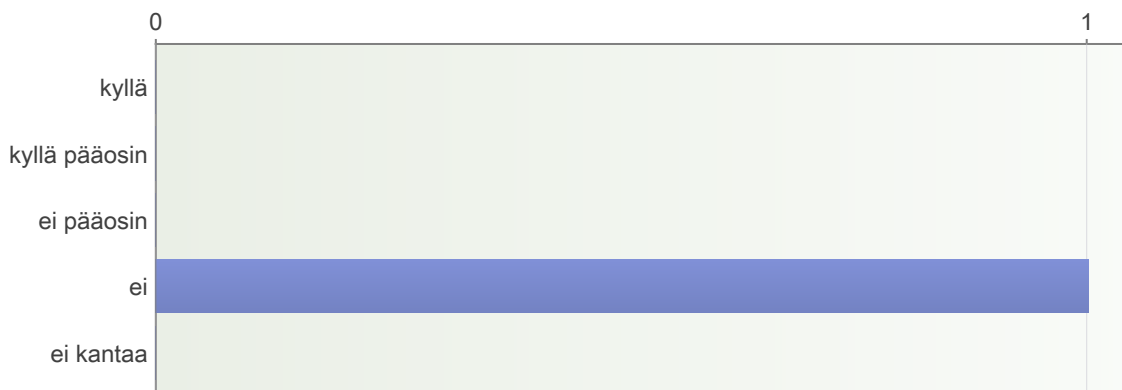 0 1
kyllä
kyllä pääosin
ei pääosin
ei
ei kantaa